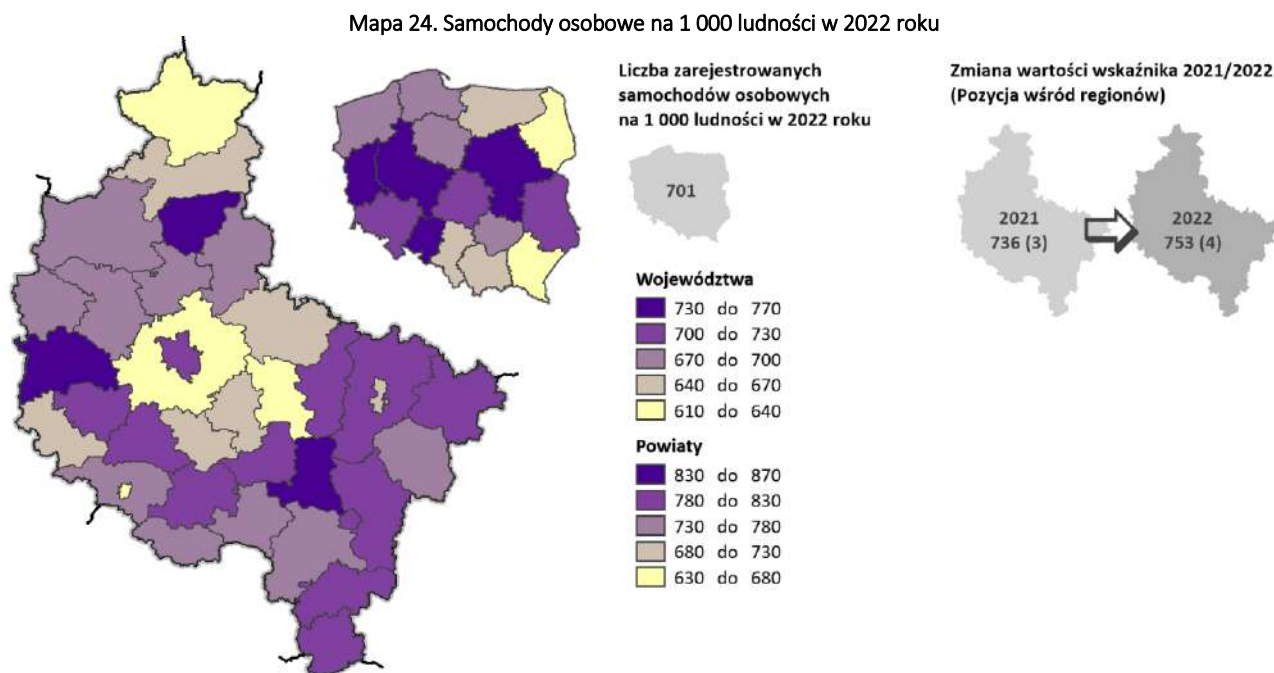 Mapa 24. Samochody osobowe na 1 000 ludności w 2022 roku
Liczba zarejestrowanych
samochodów osobowych
na 1 000 ludności w 2022 roku
701
Zmiana wartości wskaźnika 2021/2022
(Pozycja wśród regionów)
2021
736 (3)
2022
753 (4)
Województwa
730 do 770
700 do 730
670 do 700
640 do 670
610 do 640
Powiaty
830 do 870
780 do 830
730 do 780
680 do 730
630 do 680